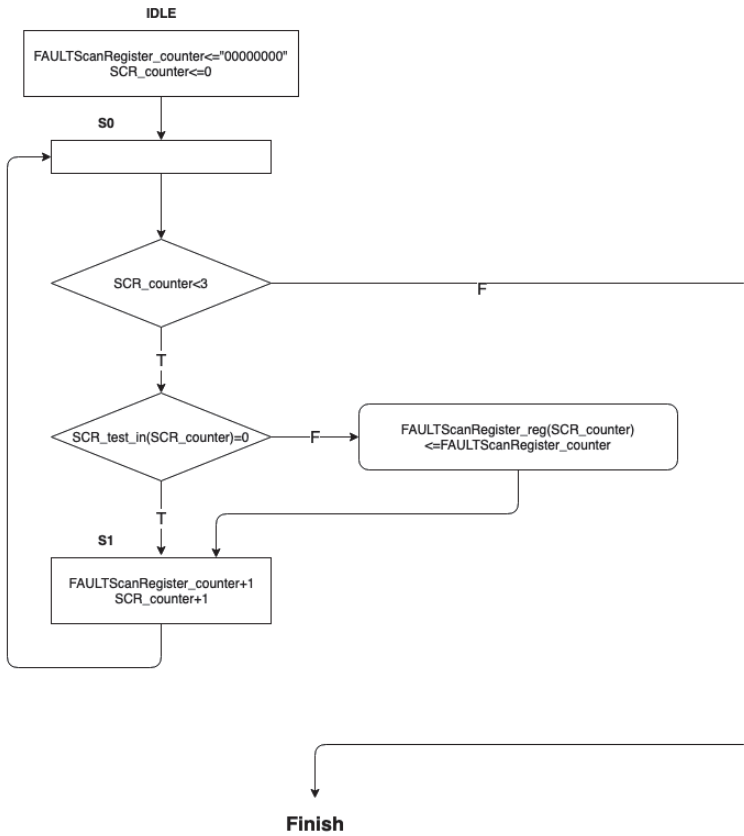 IDLE
FAULTScanRegister_counter<="00000000"
SCR_counter<=0
S0
SCR_counter<3
F
T
SCR_test_in(SCR_counter)=0
F
FAULTScanRegister_reg(SCR_counter)
<=FAULTScanRegister_counter
T
S1
FAULTScanRegister_counter+1
SCR_counter+1
Finish